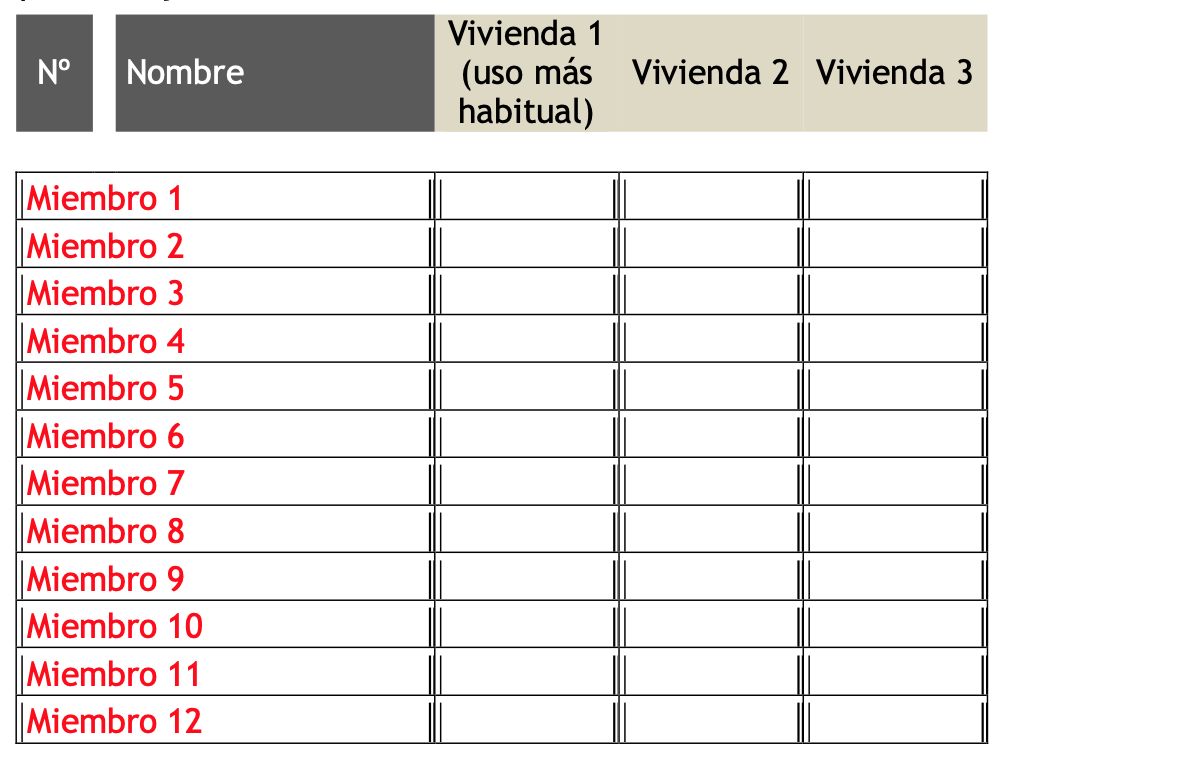 Nº Nombre Vivienda 1 (uso más habitual) Vivienda 2 Vivienda 3
Miembro 1
Miembro 2
Miembro 3
Miembro 4
Miembro 5
Miembro 6
Miembro 7
Miembro 8
Miembro 9
Miembro 10
Miembro 11
Miembro 12